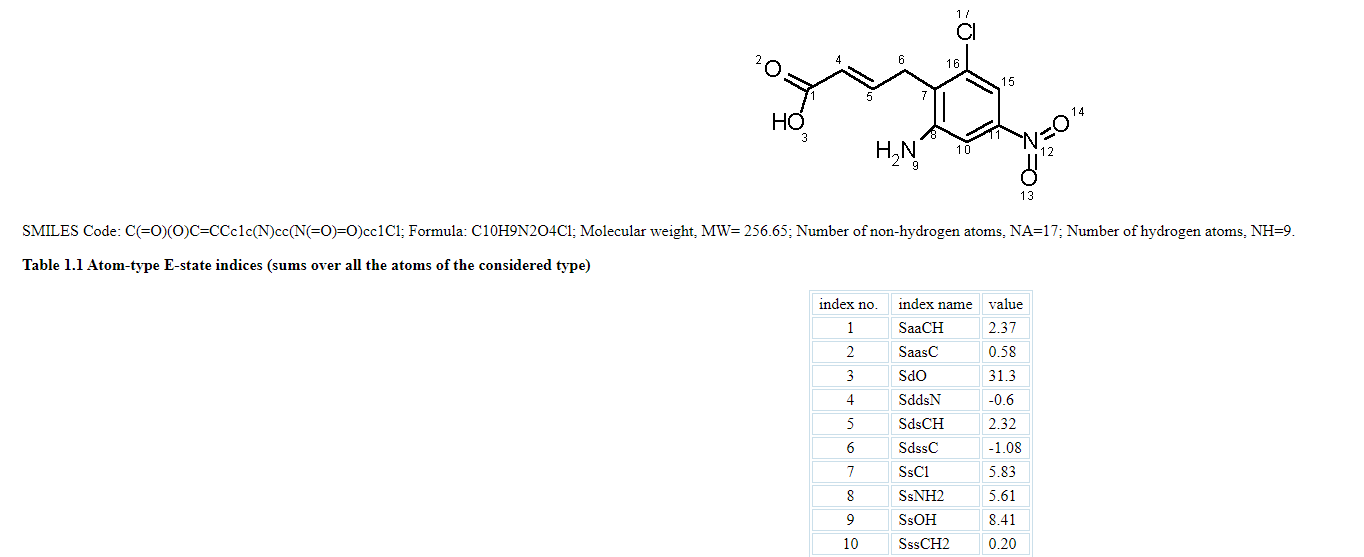 17
Cl
2
O
4
6
16
15
1
5
7
14
HO
3
8
11
N
O
H2N
9
10
12
O
13
SMILES Code: C(=O)(O)C=CCc1c(N)cc(N(=O)=O)cc1Cl; Formula: C10H9N2O4Cl; Molecular weight, MW= 256.65; Number of non-hydrogen atoms, NA=17; Number of hydrogen atoms, NH=9.
Table 1.1 Atom-type E-state indices (sums over all the atoms of the considered type)
index no. index name value
1 SaaCH 2.37
2 SaasC 0.58
3 SdO 31.3
4 SddsN -0.6
5 SdsCH 2.32
6 SdssC -1.08
7 SsCl 5.83
8 SsNH2 5.61
9 SsOH 8.41
10 SssCH2 0.20